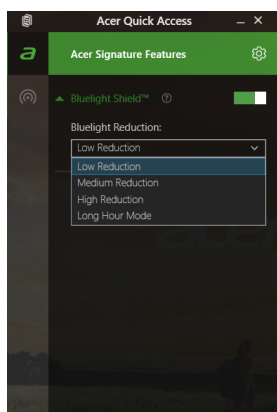 Acer Quick Access
a
Acer Signature Features
Bluelight Shield™ ?
Bluelight Reduction:
Low Reduction
Low Reduction
Medium Reduction
High Reduction
Long Hour Mode